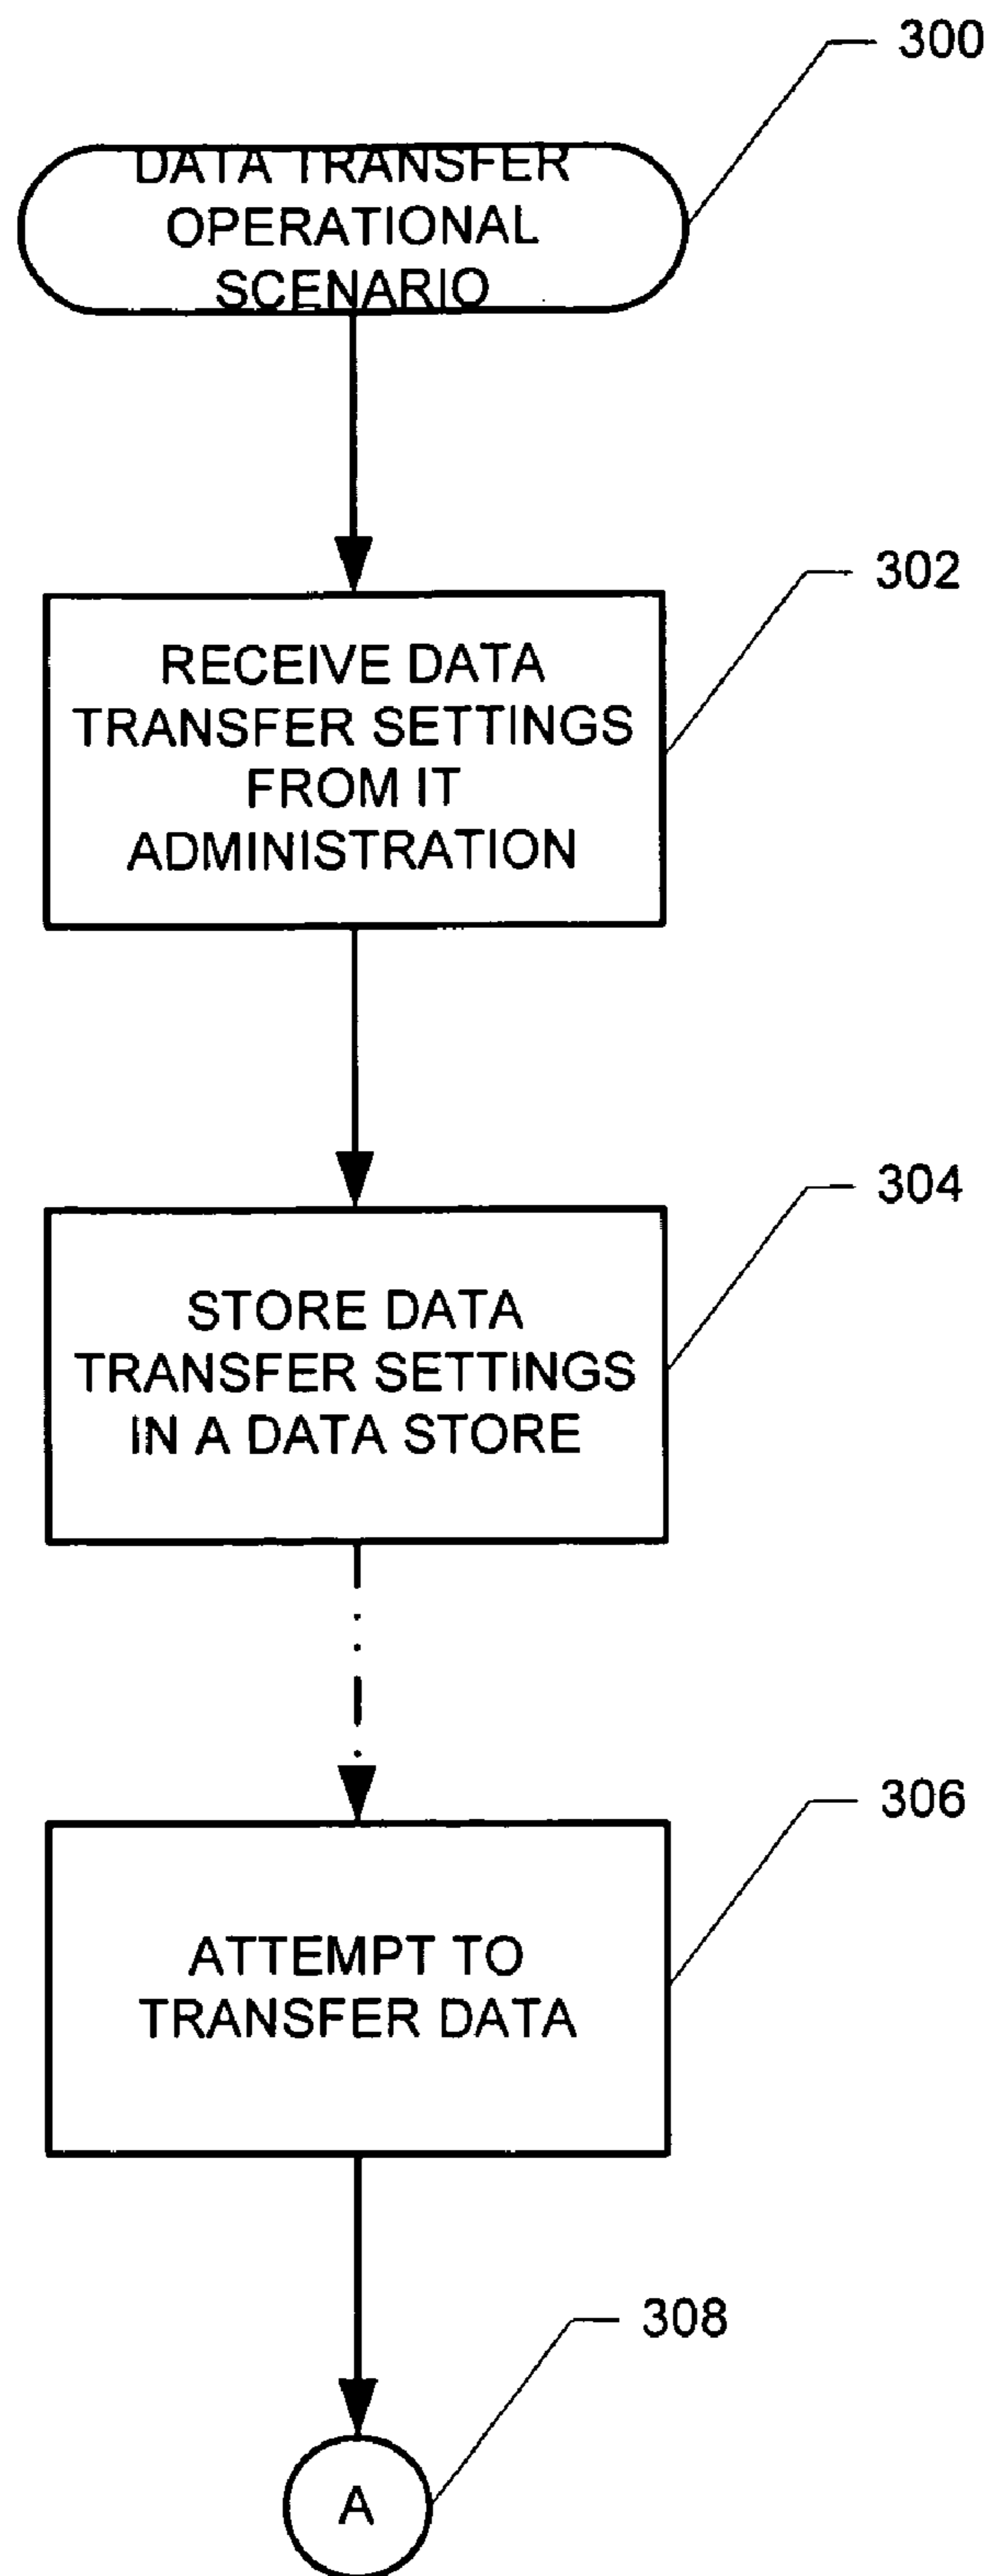 300
DATA TRANSFER
OPERATIONAL
SCENARIO
302
RECEIVE DATA
TRANSFER SETTINGS
FROM IT
ADMINISTRATION
304
STORE DATA
TRANSFER SETTINGS
IN A DATA STORE
306
ATTEMPT TO
TRANSFER DATA
308
A